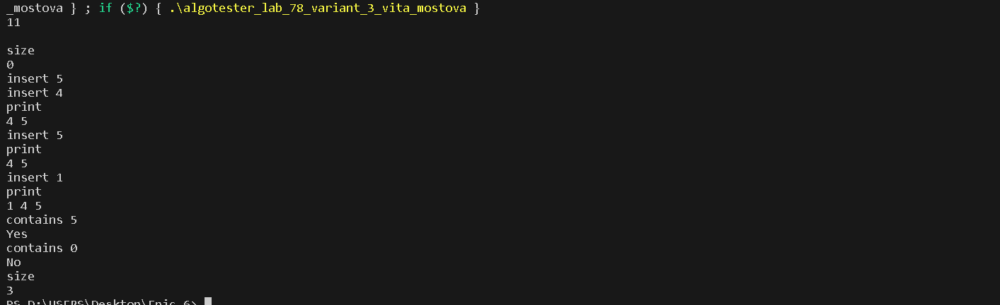 _mostova } ; if ($?) { .\algotester_lab_78_variant_3_vita_mostova }
11
size
0
insert 5
insert 4
print
4 5
insert 5
print
4 5
insert 1
print
1 4 5
contains 5
Yes
contains 0
No
size
3
PS D:\USERS\Desktop\Epic 6>